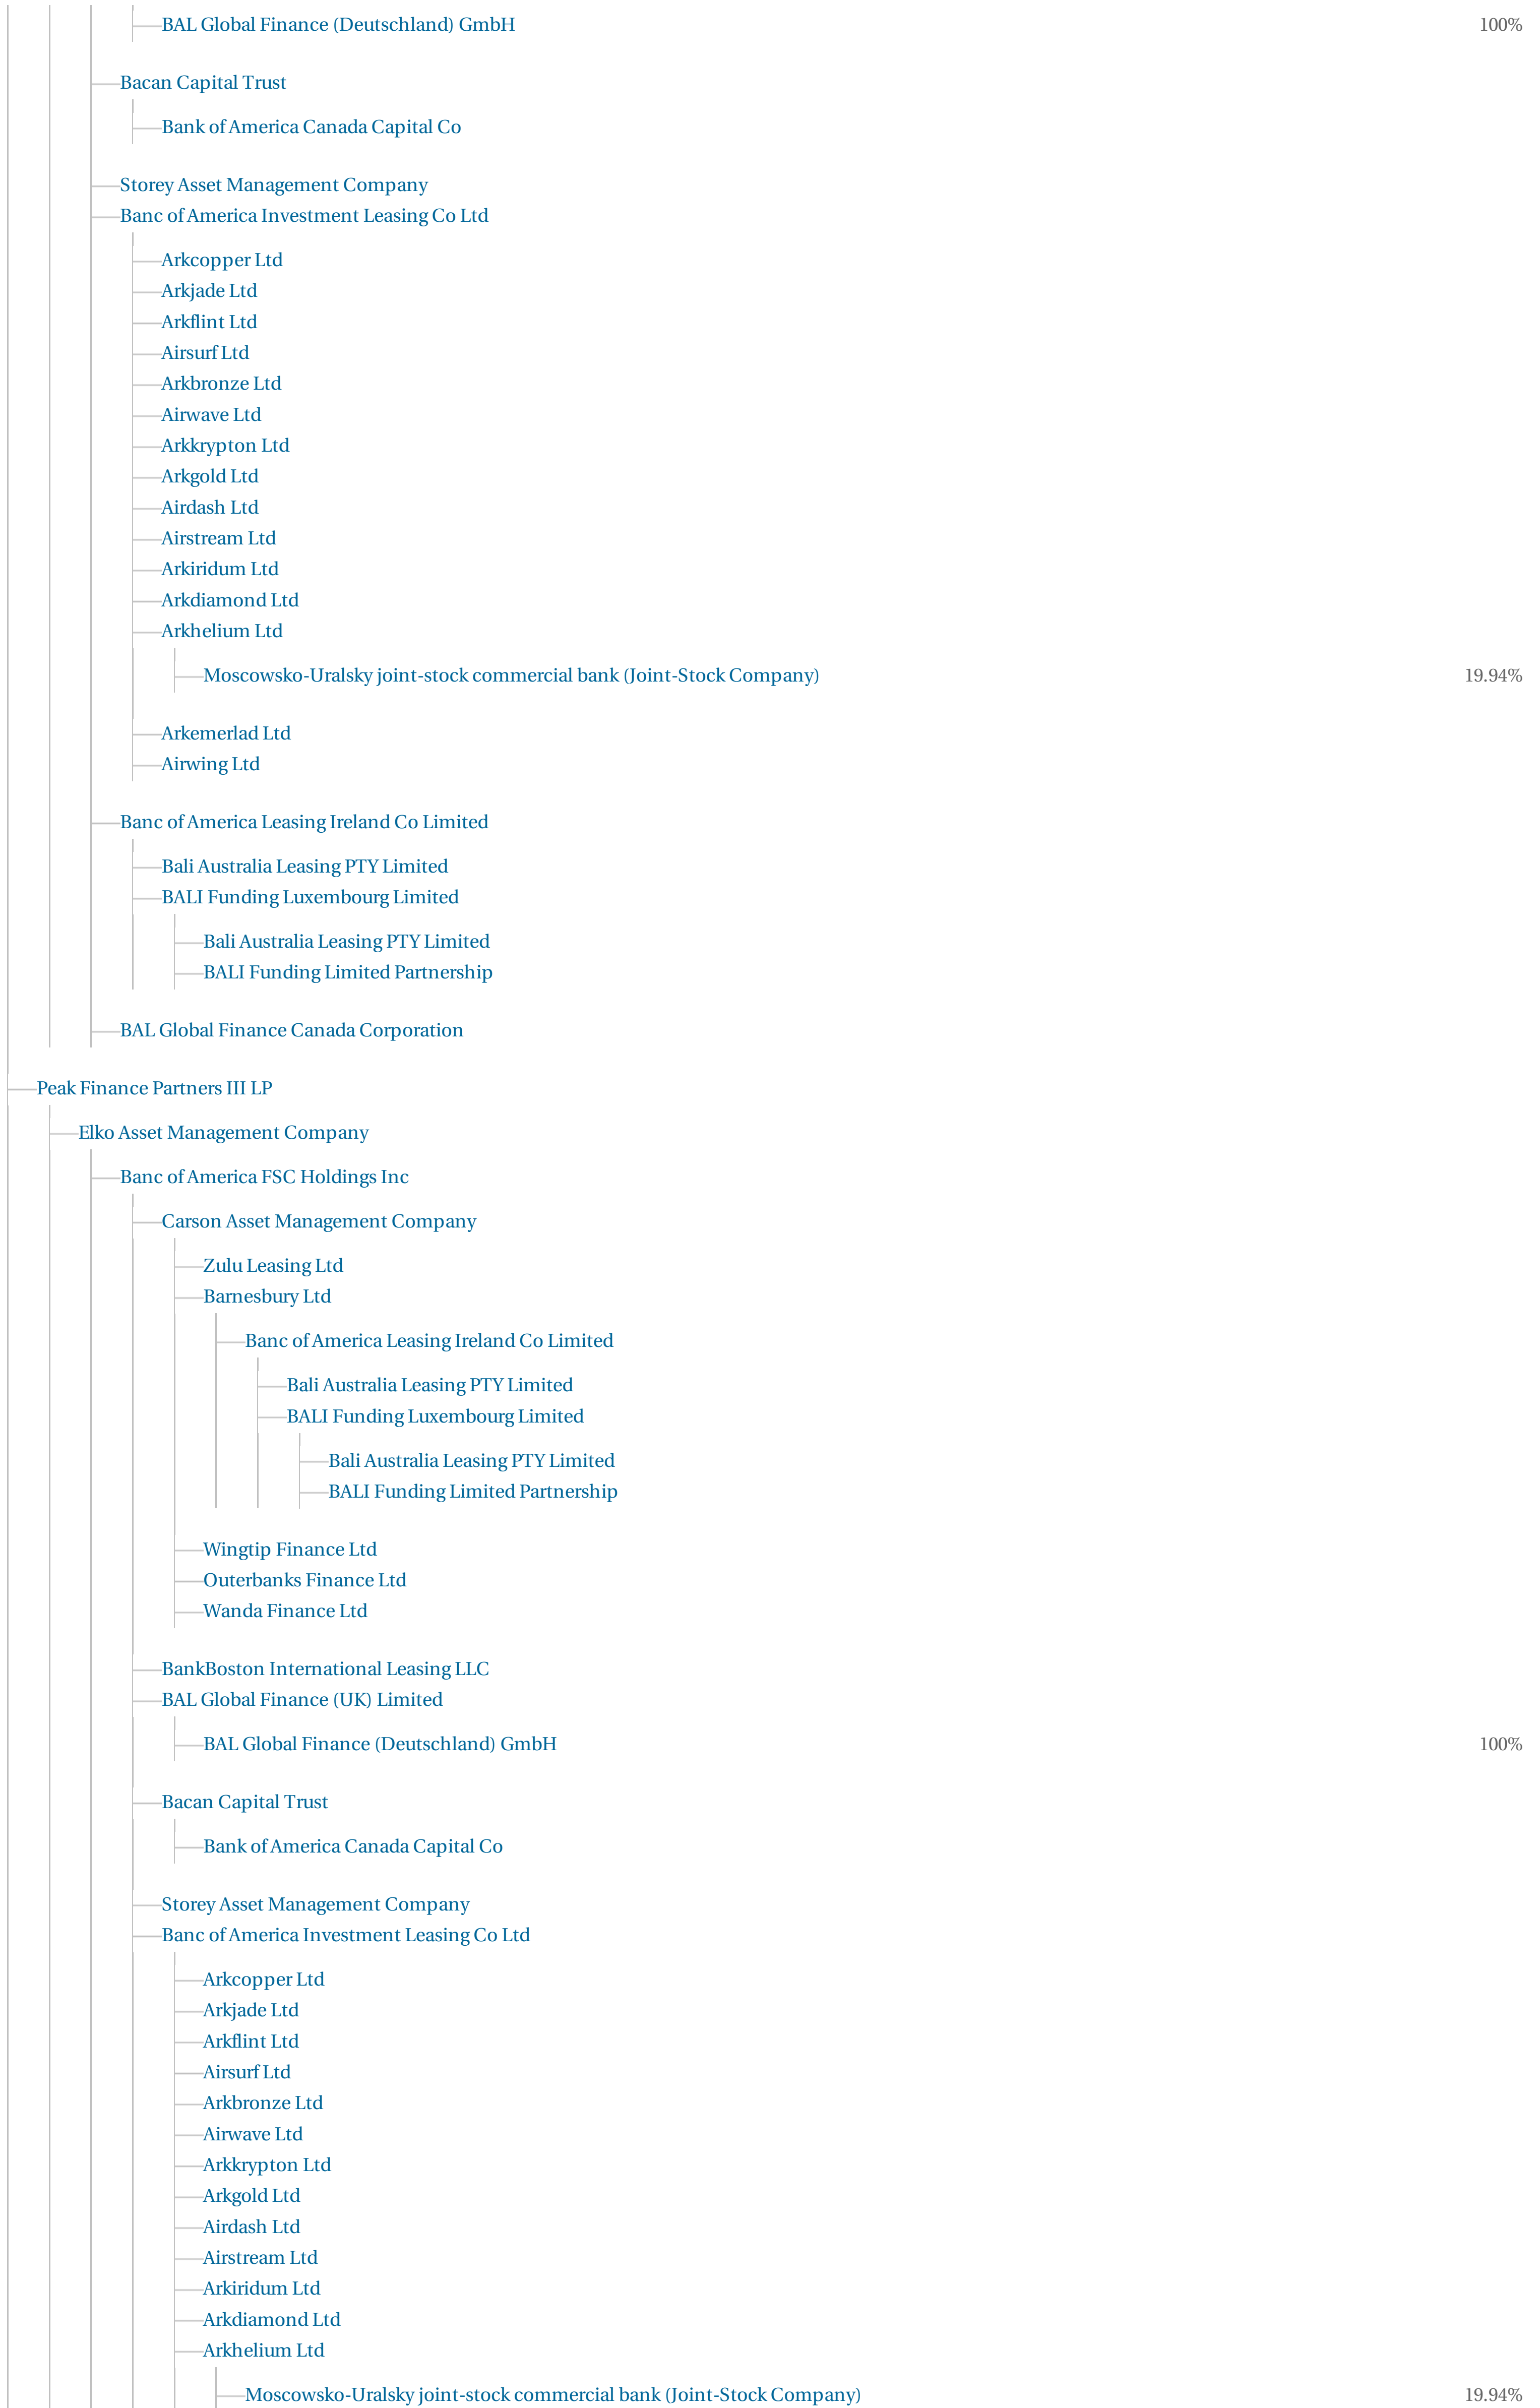 BAL Global Finance (Deutschland) GmbH 100%
Bacan Capital Trust
Bank of America Canada Capital Co
Storey Asset Management Company
Banc of America Investment Leasing Co Ltd
Arkcopper Ltd
Arkjade Ltd
Arkflint Ltd
Airsurf Ltd
Arkbronze Ltd
Airwave Ltd
Arkkrypton Ltd
Arkgold Ltd
Airdash Ltd
Airstream Ltd
Arkiridum Ltd
Arkdiamond Ltd
Arkhelium Ltd
Moscowsko-Uralsky joint-stock commercial bank (Joint-Stock Company) 19.94%
Arkemerlad Ltd
Airwing Ltd
Banc of America Leasing Ireland Co Limited
Bali Australia Leasing PTY Limited
BALI Funding Luxembourg Limited
Bali Australia Leasing PTY Limited
BALI Funding Limited Partnership
BAL Global Finance Canada Corporation
Peak Finance Partners III LP
Elko Asset Management Company
Banc of America FSC Holdings Inc
Carson Asset Management Company
Zulu Leasing Ltd
Barnesbury Ltd
Banc of America Leasing Ireland Co Limited
Bali Australia Leasing PTY Limited
BALI Funding Luxembourg Limited
Bali Australia Leasing PTY Limited
BALI Funding Limited Partnership
Wingtip Finance Ltd
Outerbanks Finance Ltd
Wanda Finance Ltd
BankBoston International Leasing LLC
BAL Global Finance (UK) Limited
BAL Global Finance (Deutschland) GmbH 100%
Bacan Capital Trust
Bank of America Canada Capital Co
Storey Asset Management Company
Banc of America Investment Leasing Co Ltd
Arkcopper Ltd
Arkjade Ltd
Arkflint Ltd
Airsurf Ltd
Arkbronze Ltd
Airwave Ltd
Arkkrypton Ltd
Arkgold Ltd
Airdash Ltd
Airstream Ltd
Arkiridum Ltd
Arkdiamond Ltd
Arkhelium Ltd
Moscowsko-Uralsky joint-stock commercial bank (Joint-Stock Company) 19.94%